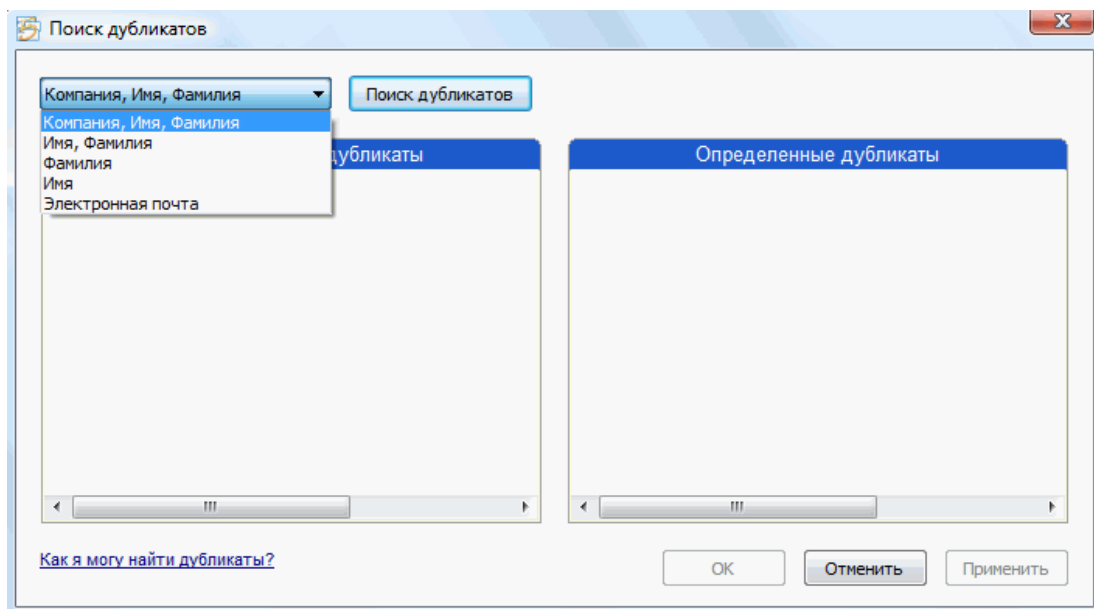 Поиск дубликатов
Компания, Имя, Фамилия
Поиск дубликатов
Компания, Имя, Фамилия
Имя, Фамилия
Фамилия
Имя
Электронная почта
дубликаты
Определенные дубликаты
Как я могу найти дубликаты?
OK
Отменить
Применить